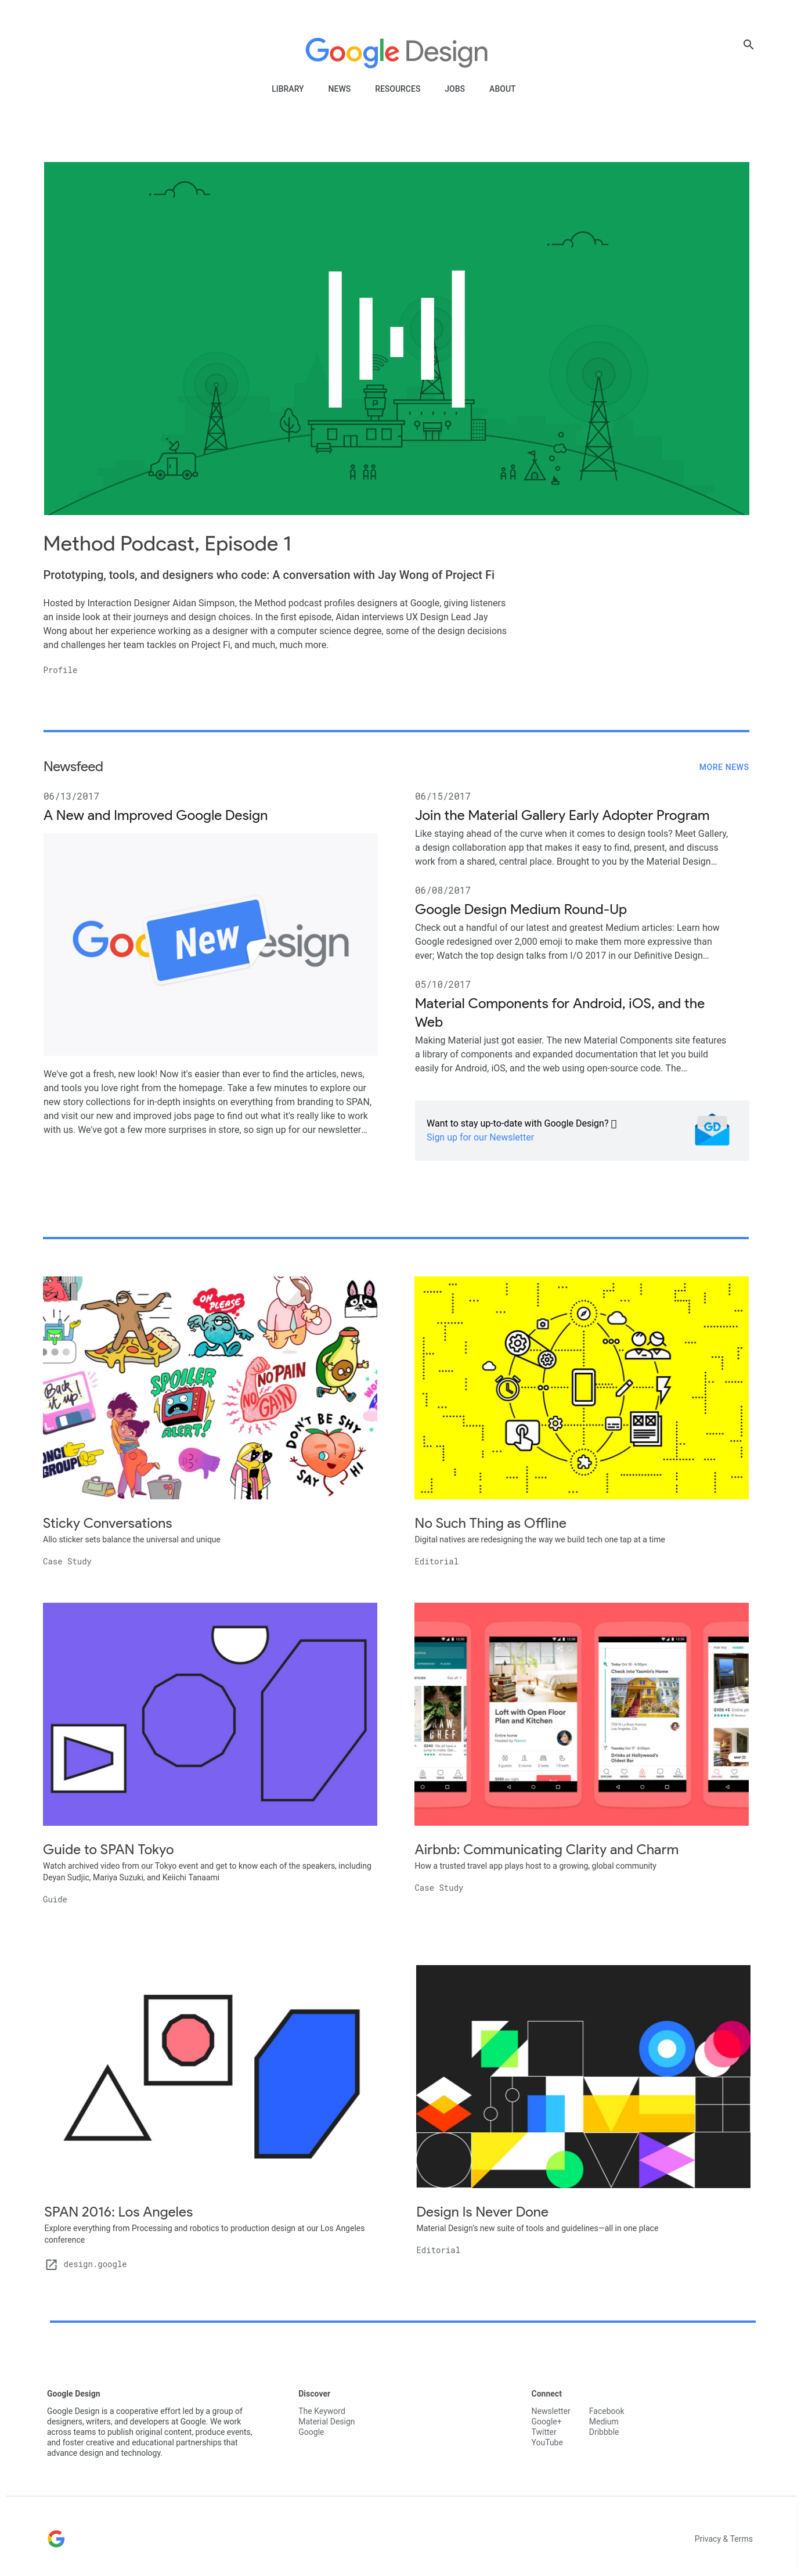 Google Design
LIBRARY NEWS RESOURCES JOBS ABOUT
Method Podcast, Episode 1
Prototyping, tools, and designers who code: A conversation with Jay Wong of Project Fi
Hosted by Interaction Designer Aidan Simpson, the Method podcast profiles designers at Google, giving listeners
an inside look at their journeys and design choices. In the first episode, Aidan interviews UX Design Lead Jay
Wong about her experience working as a designer with a computer science degree, some of the design decisions
and challenges her team tackles on Project Fi, and much, much more.
Profile
Newsfeed
MORE NEWS
06/13/2017
A New and Improved Google Design
New
esign
We've got a fresh, new look! Now it's easier than ever to find the articles, news,
and tools you love right from the homepage. Take a few minutes to explore our
new story collections for in-depth insights on everything from branding to SPAN,
and visit our new and improved jobs page to find out what it's really like to work
with us. We've got a few more surprises in store, so sign up for our newsletter...
06/15/2017
Join the Material Gallery Early Adopter Program
Like staying ahead of the curve when it comes to design tools? Meet Gallery,
a design collaboration app that makes it easy to find, present, and discuss
work from a shared, central place. Brought to you by the Material Design...
06/08/2017
Google Design Medium Round-Up
Check out a handful of our latest and greatest Medium articles: Learn how
Google redesigned over 2,000 emoji to make them more expressive than
ever; Watch the top design talks from I/O 2017 in our Definitive Design...
05/10/2017
Material Components for Android, iOS, and the
Web
Making Material just got easier. The new Material Components site features
a library of components and expanded documentation that let you build
easily for Android, iOS, and the web using open-source code. The...
Want to stay up-to-date with Google Design?
Sign up for our Newsletter
GD
OH PLEASE
Back it up!
SPOILER ALERT!
NO PAIN NO GAIN
DON'T BE SHY SAY HI
Sticky Conversations
Allo sticker sets balance the universal and unique
Case Study
No Such Thing as Offline
Digital natives are redesigning the way we build tech one tap at a time
Editorial
Loft with Open Floor
Plan and Kitchen
Check into Yasmin's Home
Drinks at Hollywood's
Oldest Bar
Guide to SPAN Tokyo
Watch archived video from our Tokyo event and get to know each of the speakers, including
Deyan Sudjic, Mariya Suzuki, and Keiichi Tanaami
Guide
Airbnb: Communicating Clarity and Charm
How a trusted travel app plays host to a growing, global community
Case Study
SPAN 2016: Los Angeles
Explore everything from Processing and robotics to production design at our Los Angeles
conference
design.google
Design Is Never Done
Material Design's new suite of tools and guidelines—all in one place
Editorial
Google Design
Google Design is a cooperative effort led by a group of
designers, writers, and developers at Google. We work
across teams to publish original content, produce events,
and foster creative and educational partnerships that
advance design and technology.
Discover
The Keyword
Material Design
Google
Connect
Newsletter
Google+
Twitter
YouTube
Facebook
Medium
Dribbble
Privacy & Terms